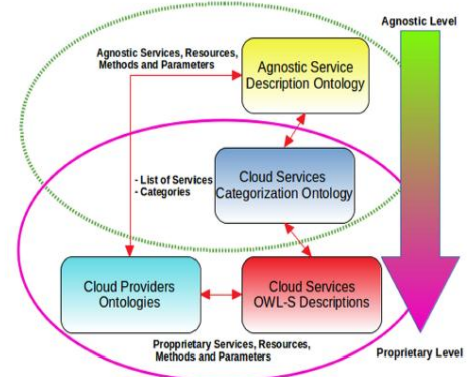 Agnostic Level
Agnostic Services, Resources,
Methods and Parameters
Agnostic Service
Description Ontology
- List of Services
- Categories
Cloud Services
Categorization Ontology
Cloud Providers
Ontologies
Cloud Services
OWL-S Descriptions
Propprietary Services, Resources,
Methods and Parameters
Proprietary Level